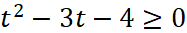 t² − 3t − 4 ≥ 0